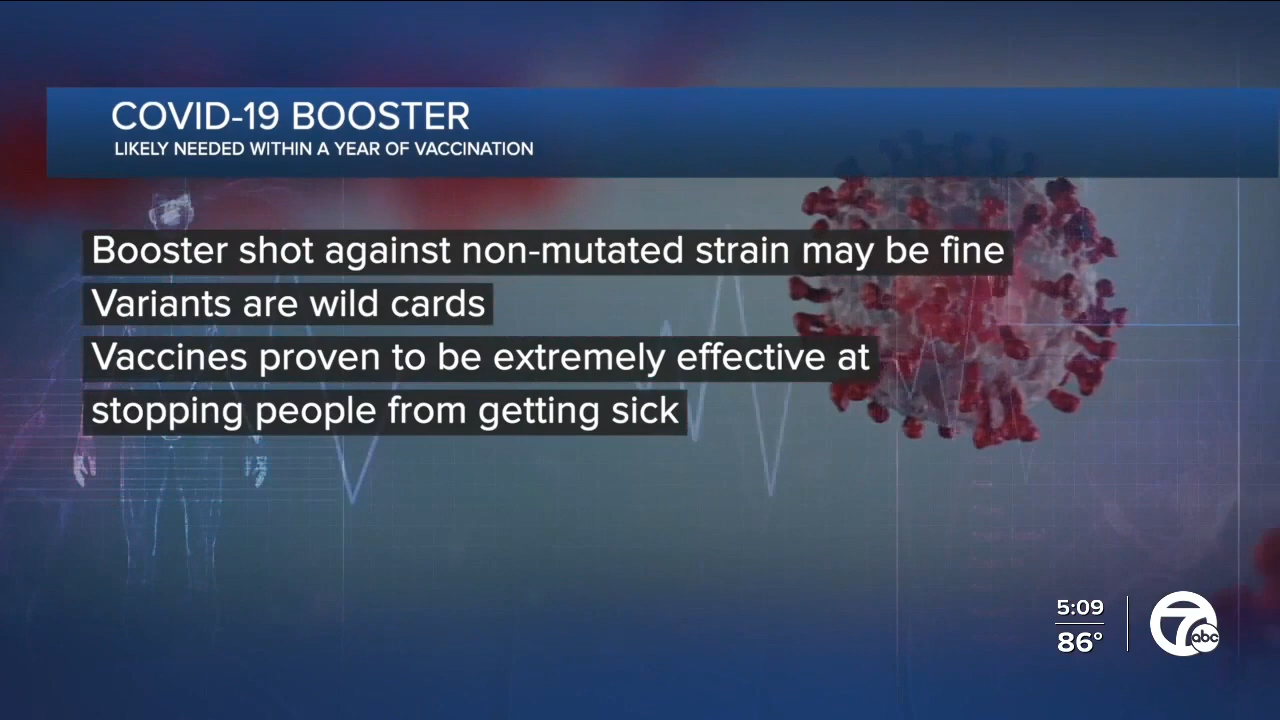 COVID-19 BOOSTER
LIKELY NEEDED WITHIN A YEAR OF VACCINATION
Booster shot against non-mutated strain may be fine
Variants are wild cards
Vaccines proven to be extremely effective at
stopping people from getting sick
5:09
86°
7 abc